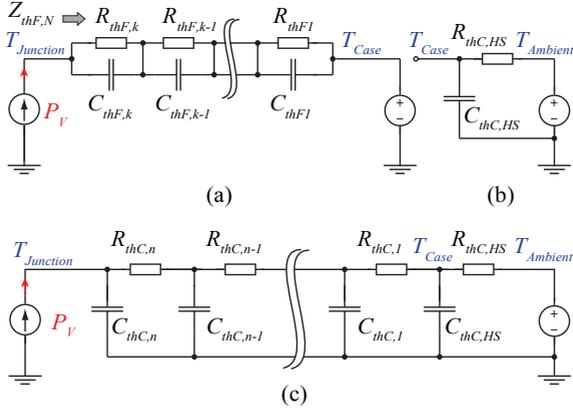 Z_thF,N
R_thF,k R_thF,k-1 R_thF1
T_Junction T_Case
C_thF,k C_thF,k-1 C_thF1
P_V
+
−
(a)
R_thC,HS
T_Case T_Ambient
C_thC,HS
+
−
(b)
R_thC,n R_thC,n-1 R_thC,1 T_Case R_thC,HS
T_Junction T_Ambient
P_V C_thC,n C_thC,n-1 C_thC,1 C_thC,HS
+
−
(c)